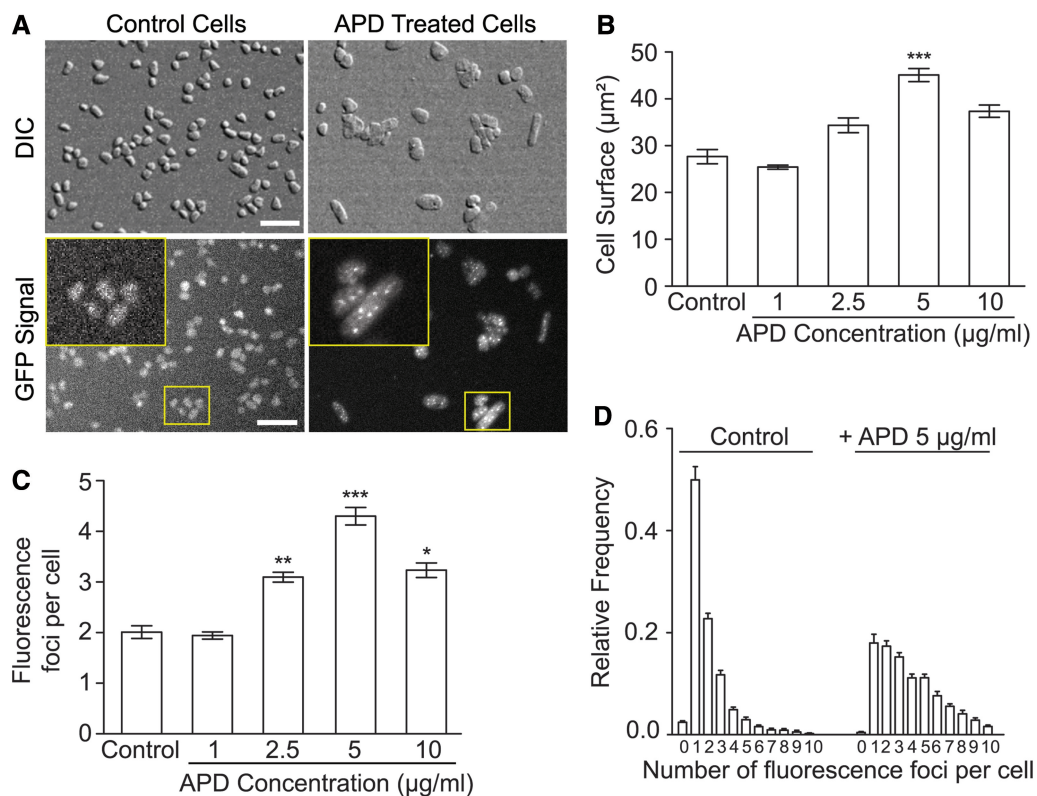 A
Control Cells
APD Treated Cells
DIC
GFP Signal
B
Cell Surface (µm²)
50
40
30
20
10
0
***
Control 1 2.5 5 10
APD Concentration (µg/ml)
C
Fluorescence
foci per cell
5
4
3
2
1
0
** *** *
Control 1 2.5 5 10
APD Concentration (µg/ml)
D
Relative Frequency
0.6
0.4
0.2
0.0
Control
+ APD 5 µg/ml
0 1 2 3 4 5 6 7 8 9 10
0 1 2 3 4 5 6 7 8 9 10
Number of fluorescence foci per cell